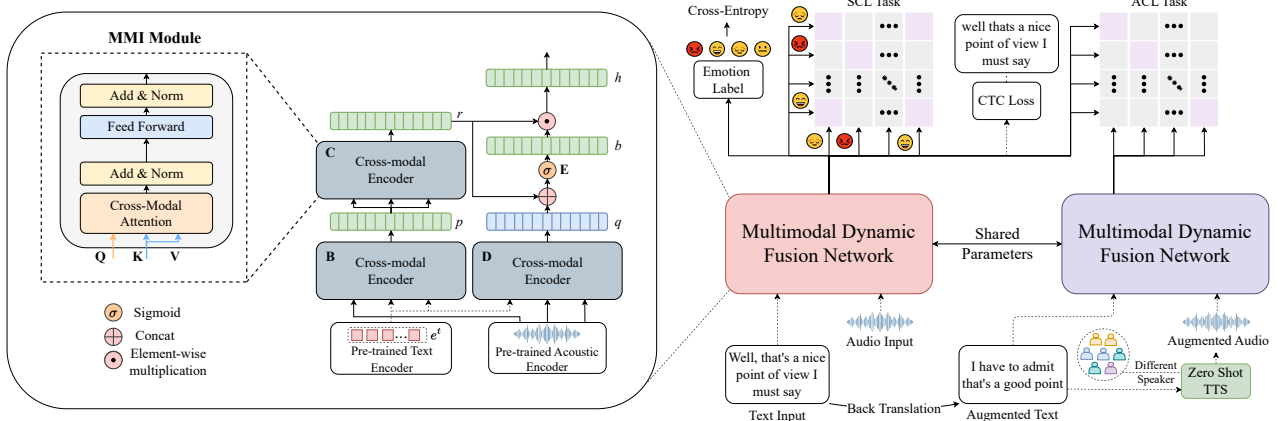 MMI Module
Add & Norm
Feed Forward
Add & Norm
Cross-Modal
Attention
Q
K
V
σ
Sigmoid
Concat
Element-wise
multiplication
h
r
b
C
Cross-modal
Encoder
σ
E
p
q
B
Cross-modal
Encoder
D
Cross-modal
Encoder
... e^t
Pre-trained Text
Encoder
Pre-trained Acoustic
Encoder
Cross-Entropy
Emotion
Label
SCL Task
well thats a nice
point of view I
must say
CTC Loss
ACL Task
Multimodal Dynamic
Fusion Network
Shared
Parameters
Multimodal Dynamic
Fusion Network
Audio Input
Well, that's a nice
point of view I
must say
Text Input
Back Translation
I have to admit
that's a good point
Augmented Text
Different
Speaker
Augmented Audio
Zero Shot
TTS